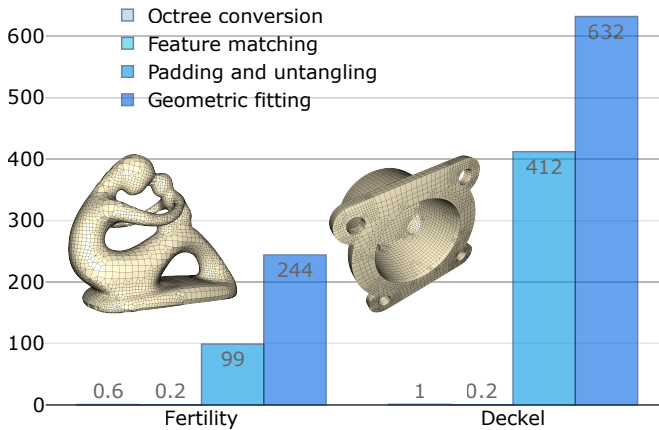 Octree conversion
Feature matching
Padding and untangling
Geometric fitting
600
500
400
300
200
100
0
0.6
0.2
99
244
1
0.2
412
632
Fertility
Deckel